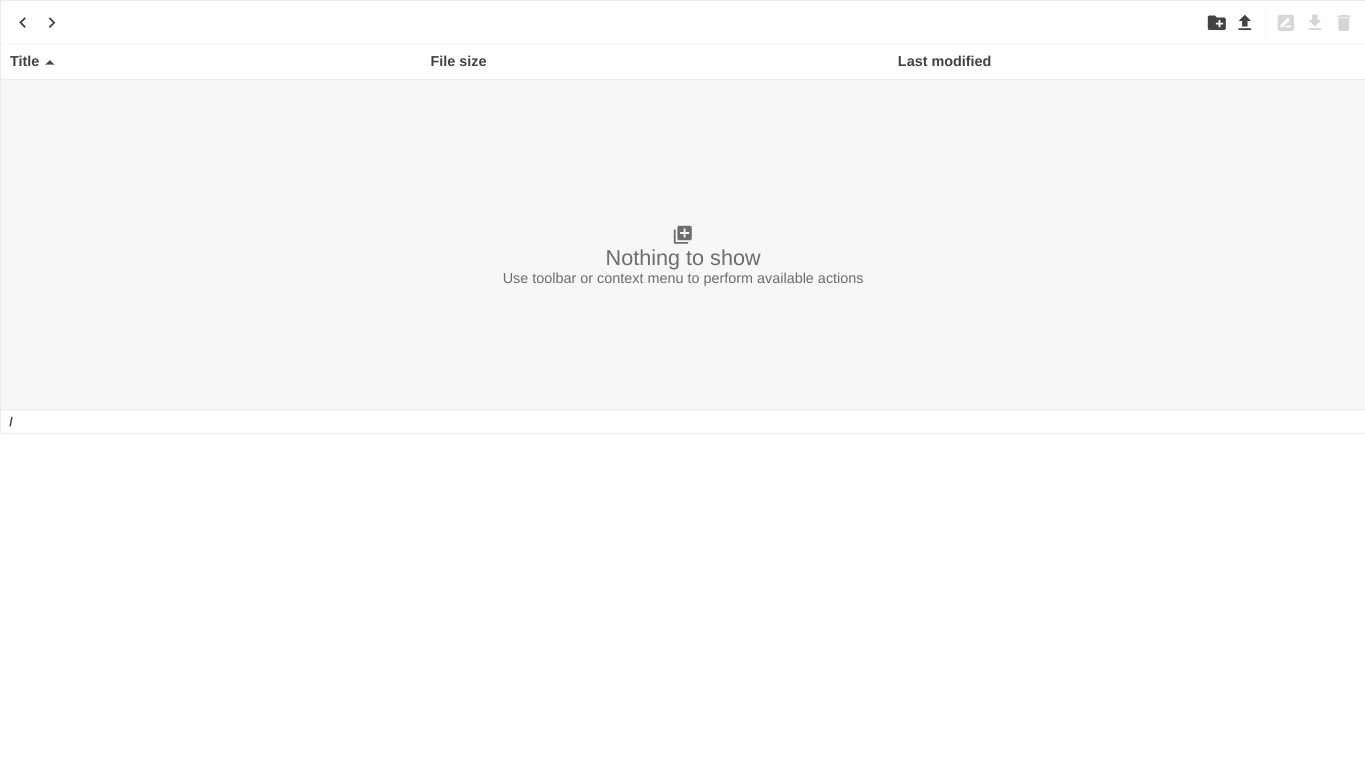 Title File size Last modified
Nothing to show
Use toolbar or context menu to perform available actions
/